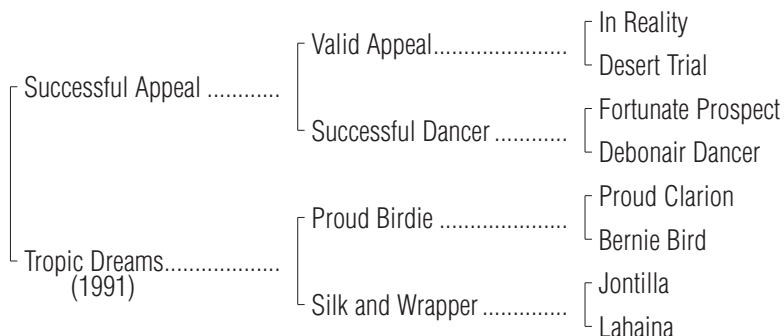 In Reality
Valid Appeal..........................
Desert Trial
Successful Appeal ............
Fortunate Prospect
Successful Dancer ..............
Debonair Dancer
Proud Clarion
Proud Birdie ........................
Bernie Bird
Tropic Dreams......................
(1991)
Jontilla
Silk and Wrapper ................
Lahaina